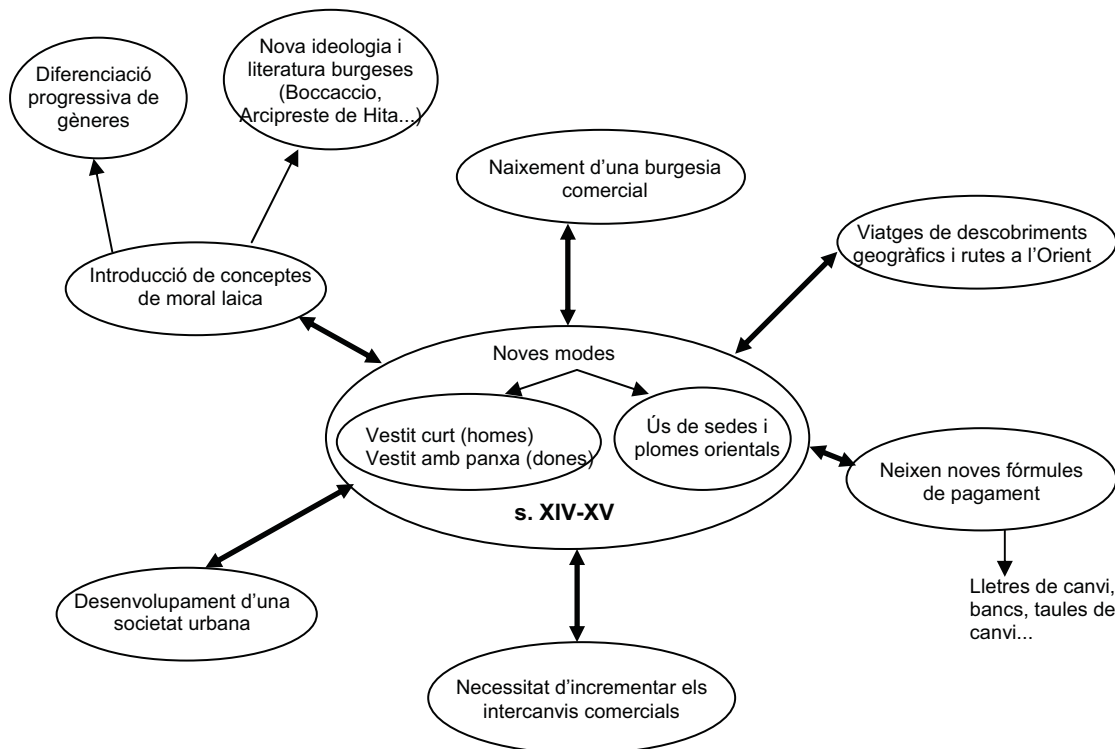 Diferenciació
progressiva de
gèneres
Nova ideologia i
literatura burgeses
(Boccaccio,
Arcipreste de Hita...)
Naixement d’una burgesia
comercial
Viatges de descobriments
geogràfics i rutes a l’Orient
Introducció de conceptes
de moral laica
Noves modes
Vestit curt (homes)
Vestit amb panxa (dones)
Ús de sedes i
plomes orientals
s. XIV-XV
Neixen noves fórmules
de pagament
Lletres de canvi,
bancs, taules de
canvi...
Desenvolupament d’una
societat urbana
Necessitat d’incrementar els
intercanvis comercials